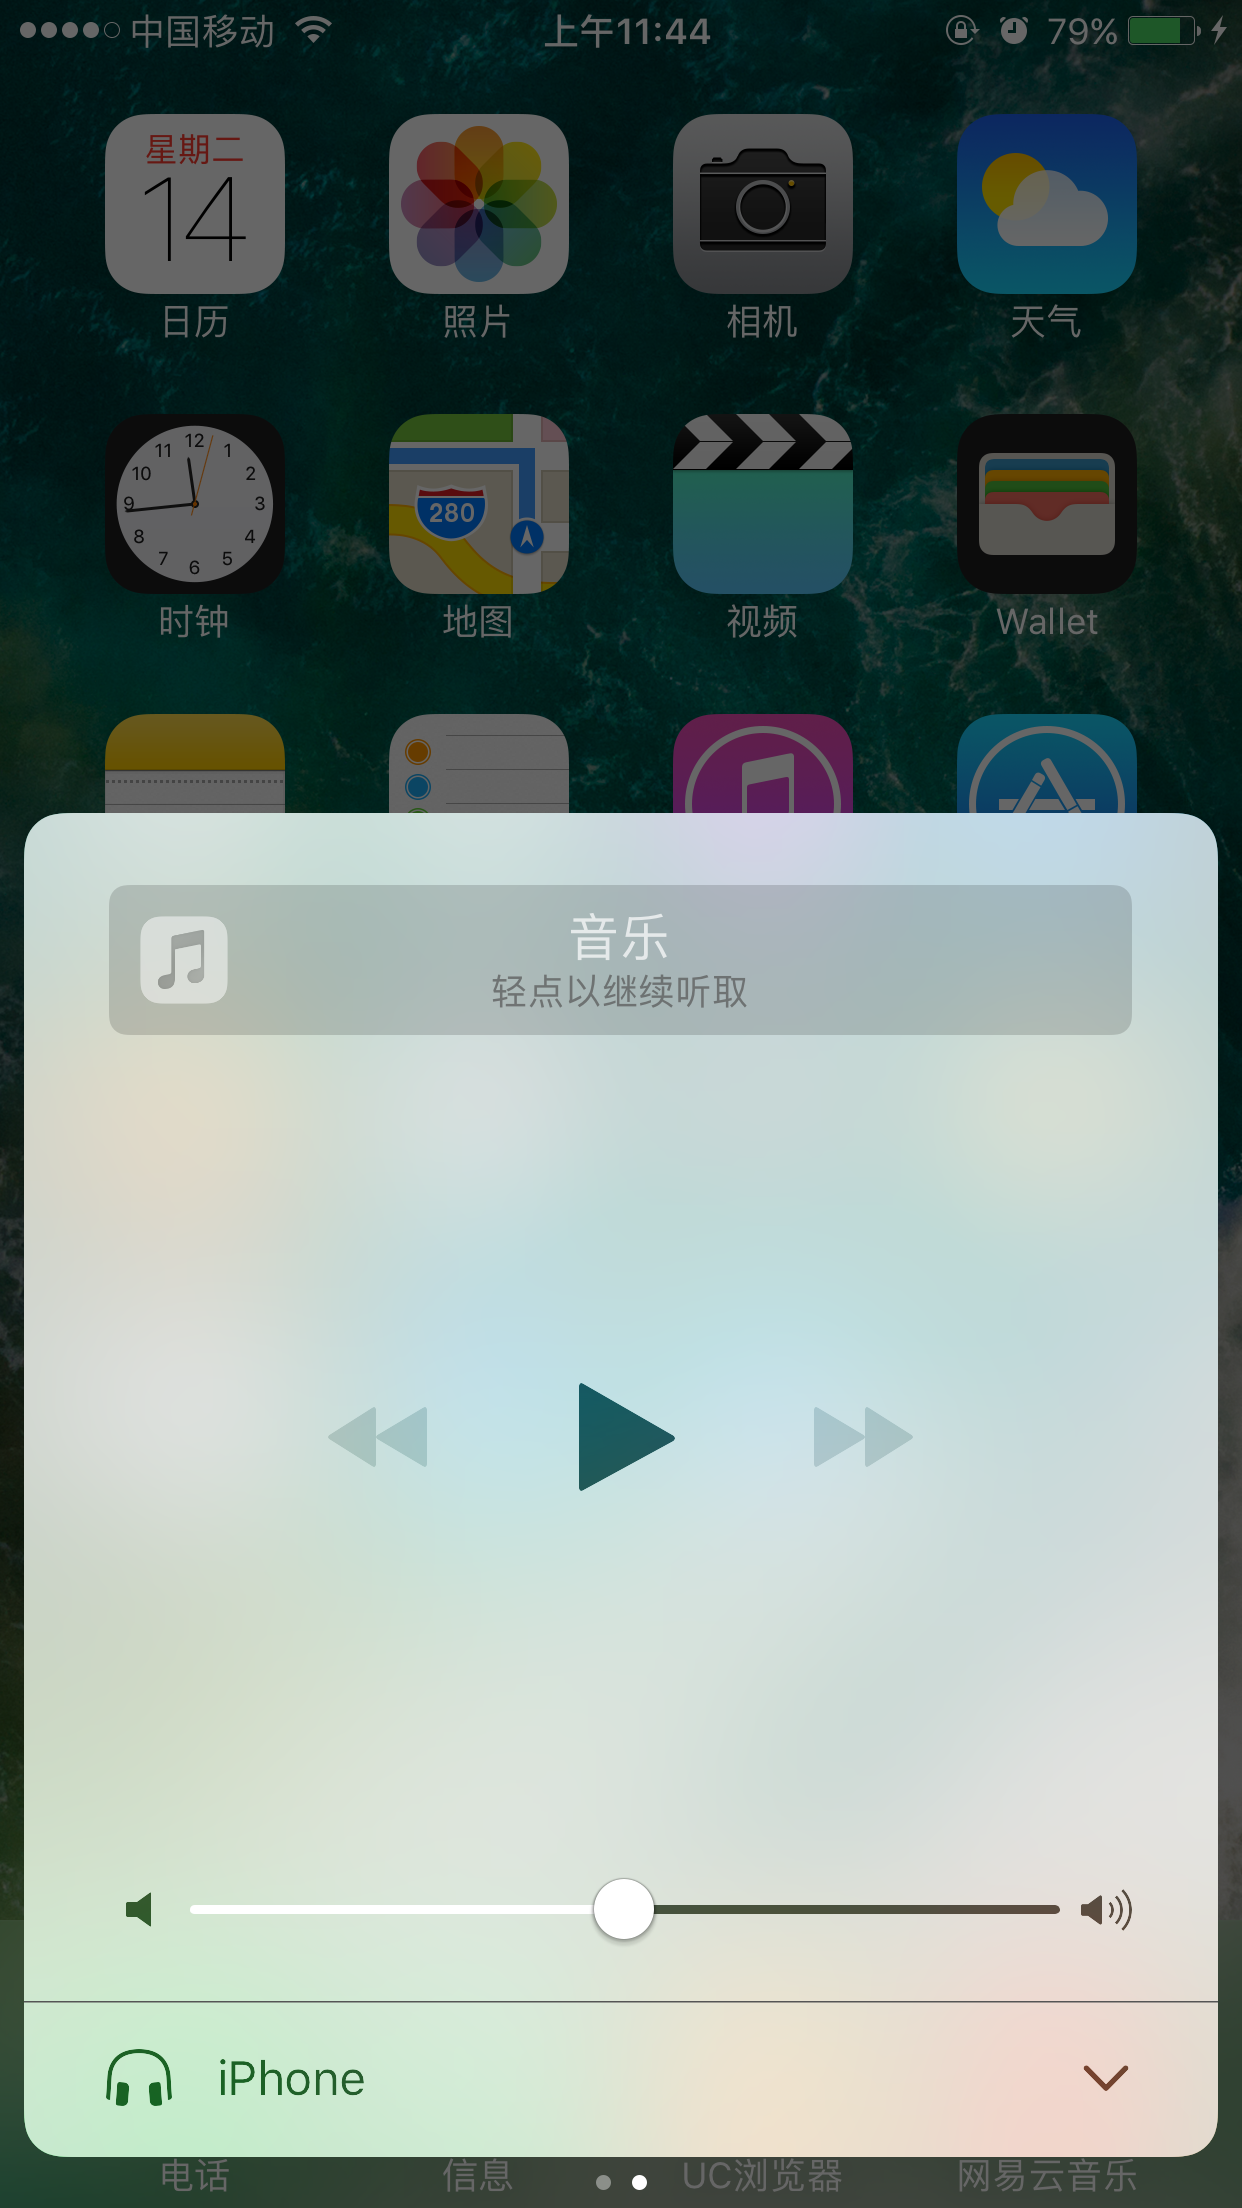 中国移动 上午11:44 79%
星期二
14
日历 照片 相机 天气
12
11 1
10 2
9 3
8 4
7 5
6
280
时钟 地图 视频 Wallet
音乐
轻点以继续听取
iPhone
电话 信息 UC浏览器 网易云音乐